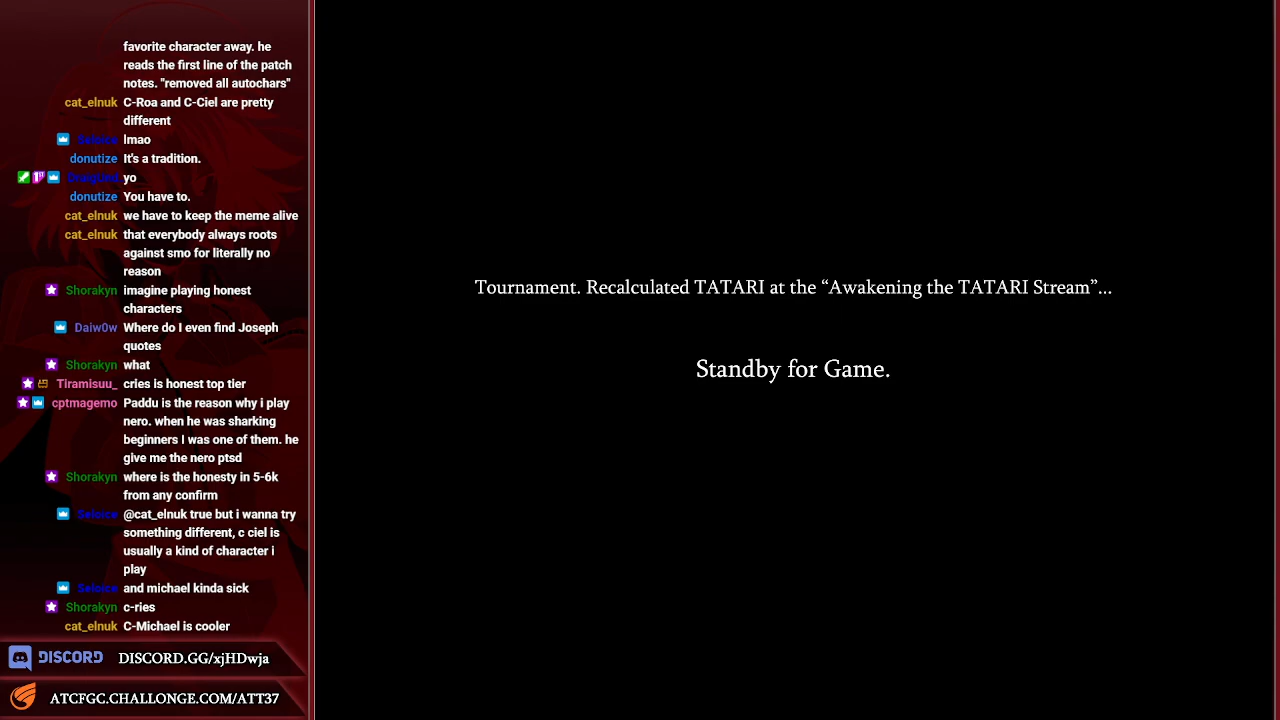 favorite character away. he
reads the first line of the patch
notes. "removed all autochars"
cat_elnuk C-Roa and C-Ciel are pretty
different
Seloice lmao
donutize It's a tradition.
yo
donutize You have to.
cat_elnuk we have to keep the meme alive
cat_elnuk that everybody always roots
against smo for literally no
reason
Shorakyn imagine playing honest
characters
Daiw0w Where do I even find Joseph
quotes
Shorakyn what
Tiramisuu_ cries is honest top tier
cptmagemo Paddu is the reason why i play
nero. when he was sharking
beginners I was one of them. he
give me the nero ptsd
Shorakyn where is the honesty in 5-6k
from any confirm
Seloice @cat_elnuk true but i wanna try
something different, c ciel is
usually a kind of character i
play
Seloice and michael kinda sick
Shorakyn c-ries
cat_elnuk C-Michael is cooler
DISCORD DISCORD.GG/xjHDwja
ATCFGC.CHALLONGE.COM/ATT37
Tournament. Recalculated TATARI at the “Awakening the TATARI Stream”...
Standby for Game.